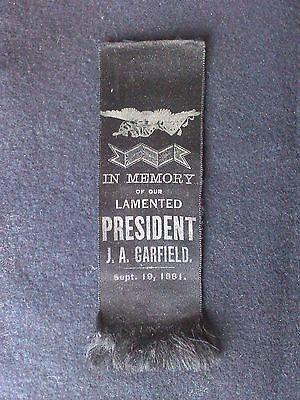 IN MEMORY
OF OUR
LAMENTED
PRESIDENT
J. A. GARFIELD.
Sept. 19, 1881.